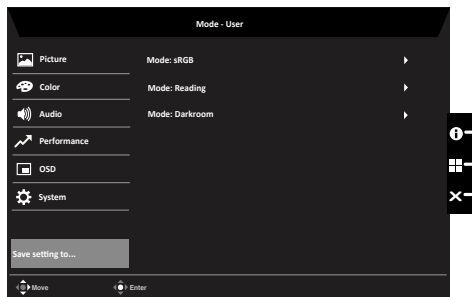 Mode - User
Picture
Mode: sRGB
Color
Mode: Reading
Audio
Mode: Darkroom
Performance
OSD
System
Save setting to...
Move Enter